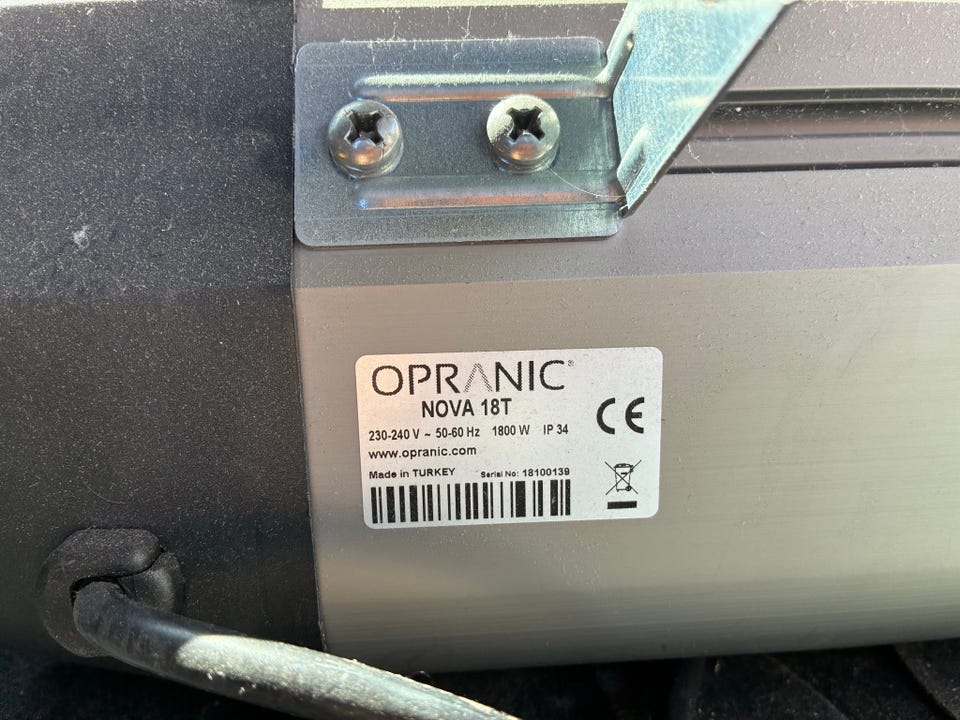 OPRANIC®
NOVA 18T
230-240 V ~ 50-60 Hz 1800 W IP 34
www.opranic.com
Made in TURKEY Serial No: 18100139
CE